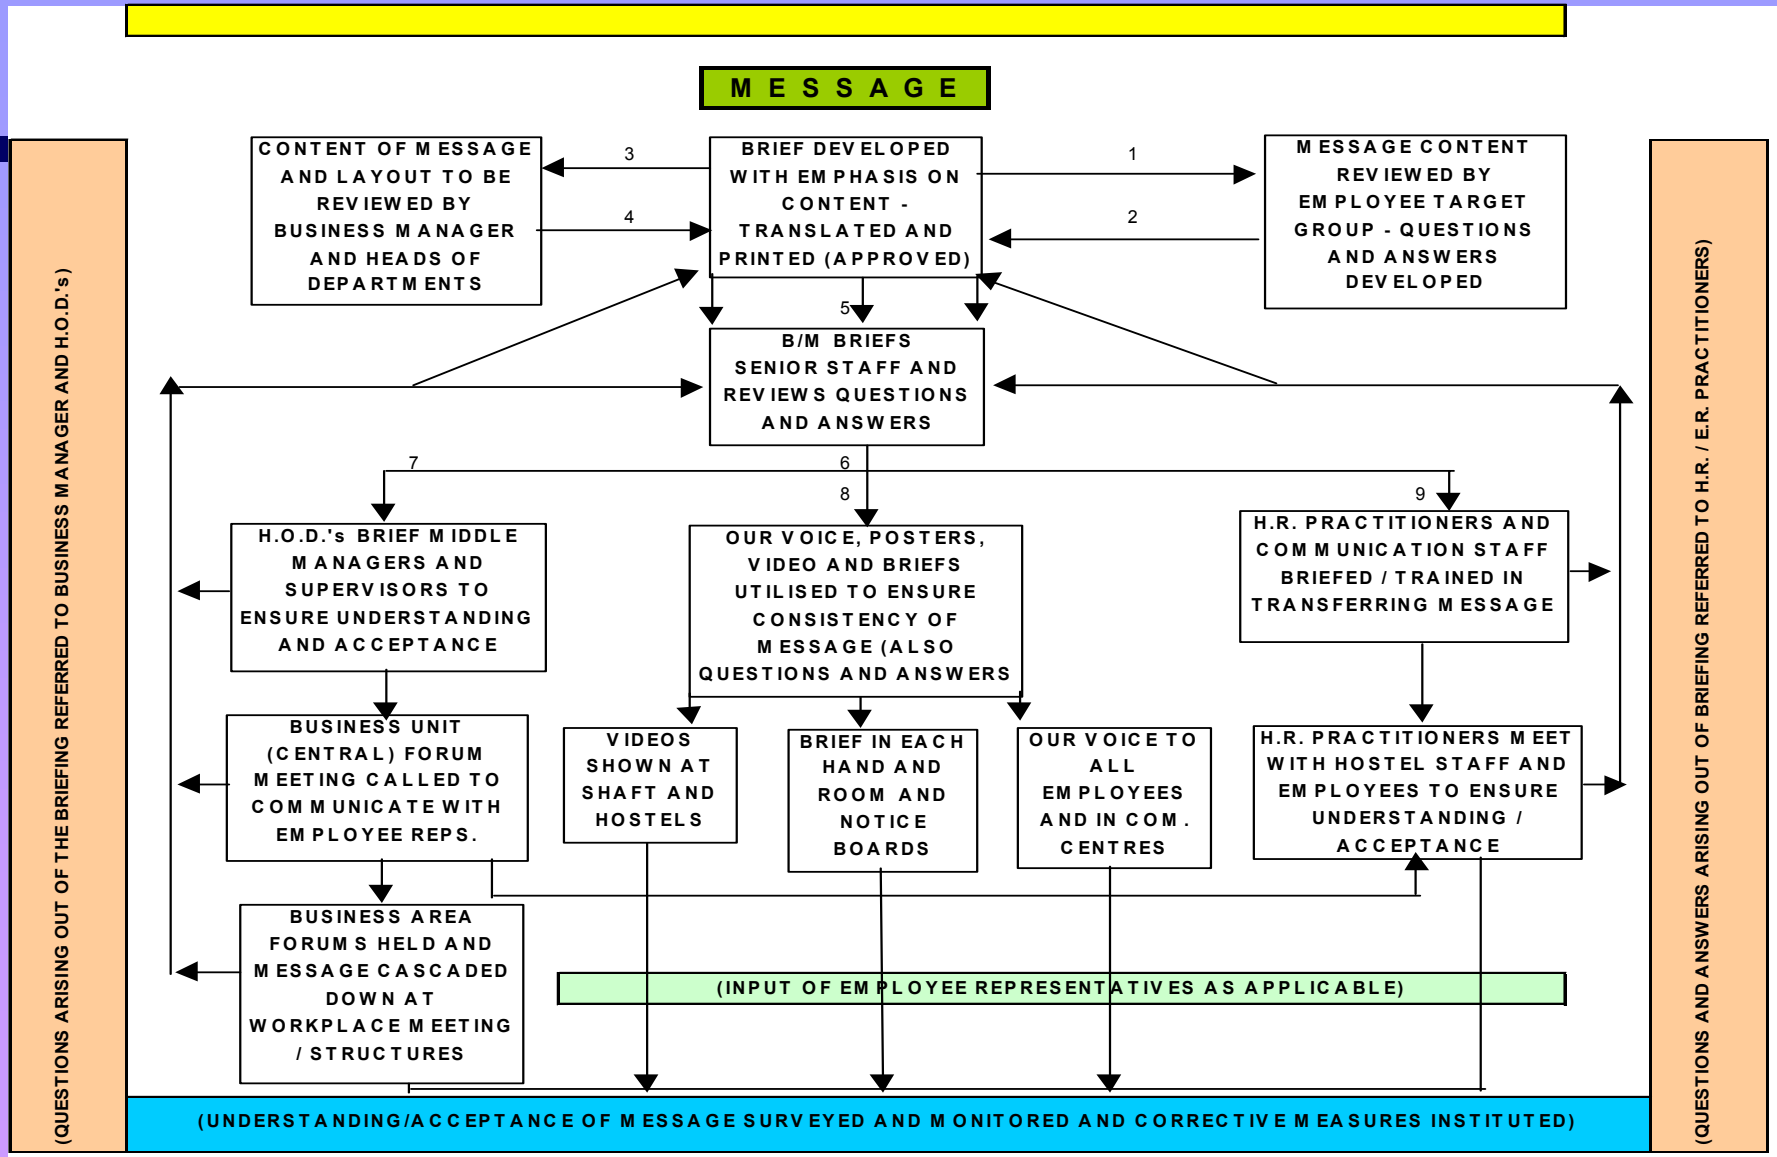 MESSAGE
CONTENT OF MESSAGE
AND LAYOUT TO BE
REVIEWED BY
BUSINESS MANAGER
AND HEADS OF
DEPARTMENTS
3
4
BRIEF DEVELOPED
WITH EMPHASIS ON
CONTENT -
TRANSLATED AND
PRINTED (APPROVED)
1
2
MESSAGE CONTENT
REVIEWED BY
EMPLOYEE TARGET
GROUP - QUESTIONS
AND ANSWERS
DEVELOPED
5
B/M BRIEFS
SENIOR STAFF AND
REVIEWS QUESTIONS
AND ANSWERS
7
6
8
9
H.O.D.'s BRIEF MIDDLE
MANAGERS AND
SUPERVISORS TO
ENSURE UNDERSTANDING
AND ACCEPTANCE
OUR VOICE, POSTERS,
VIDEO AND BRIEFS
UTILISED TO ENSURE
CONSISTENCY OF
MESSAGE (ALSO
QUESTIONS AND ANSWERS
H.R. PRACTITIONERS AND
COMMUNICATION STAFF
BRIEFED / TRAINED IN
TRANSFERRING MESSAGE
BUSINESS UNIT
(CENTRAL) FORUM
MEETING CALLED TO
COMMUNICATE WITH
EMPLOYEE REPS.
VIDEOS
SHOWN AT
SHAFT AND
HOSTELS
BRIEF IN EACH
HAND AND
ROOM AND
NOTICE
BOARDS
OUR VOICE TO
ALL
EMPLOYEES
AND IN COM.
CENTRES
H.R. PRACTITIONERS MEET
WITH HOSTEL STAFF AND
EMPLOYEES TO ENSURE
UNDERSTANDING /
ACCEPTANCE
BUSINESS AREA
FORUMS HELD AND
MESSAGE CASCADED
DOWN AT
WORKPLACE MEETING
/ STRUCTURES
(INPUT OF EMPLOYEE REPRESENTATIVES AS APPLICABLE)
(UNDERSTANDING/ACCEPTANCE OF MESSAGE SURVEYED AND MONITORED AND CORRECTIVE MEASURES INSTITUTED)
(QUESTIONS ARISING OUT OF THE BRIEFING REFERRED TO BUSINESS MANAGER AND H.O.D.'s)
(QUESTIONS AND ANSWERS ARISING OUT OF BRIEFING REFERRED TO H.R. / E.R. PRACTITIONERS)